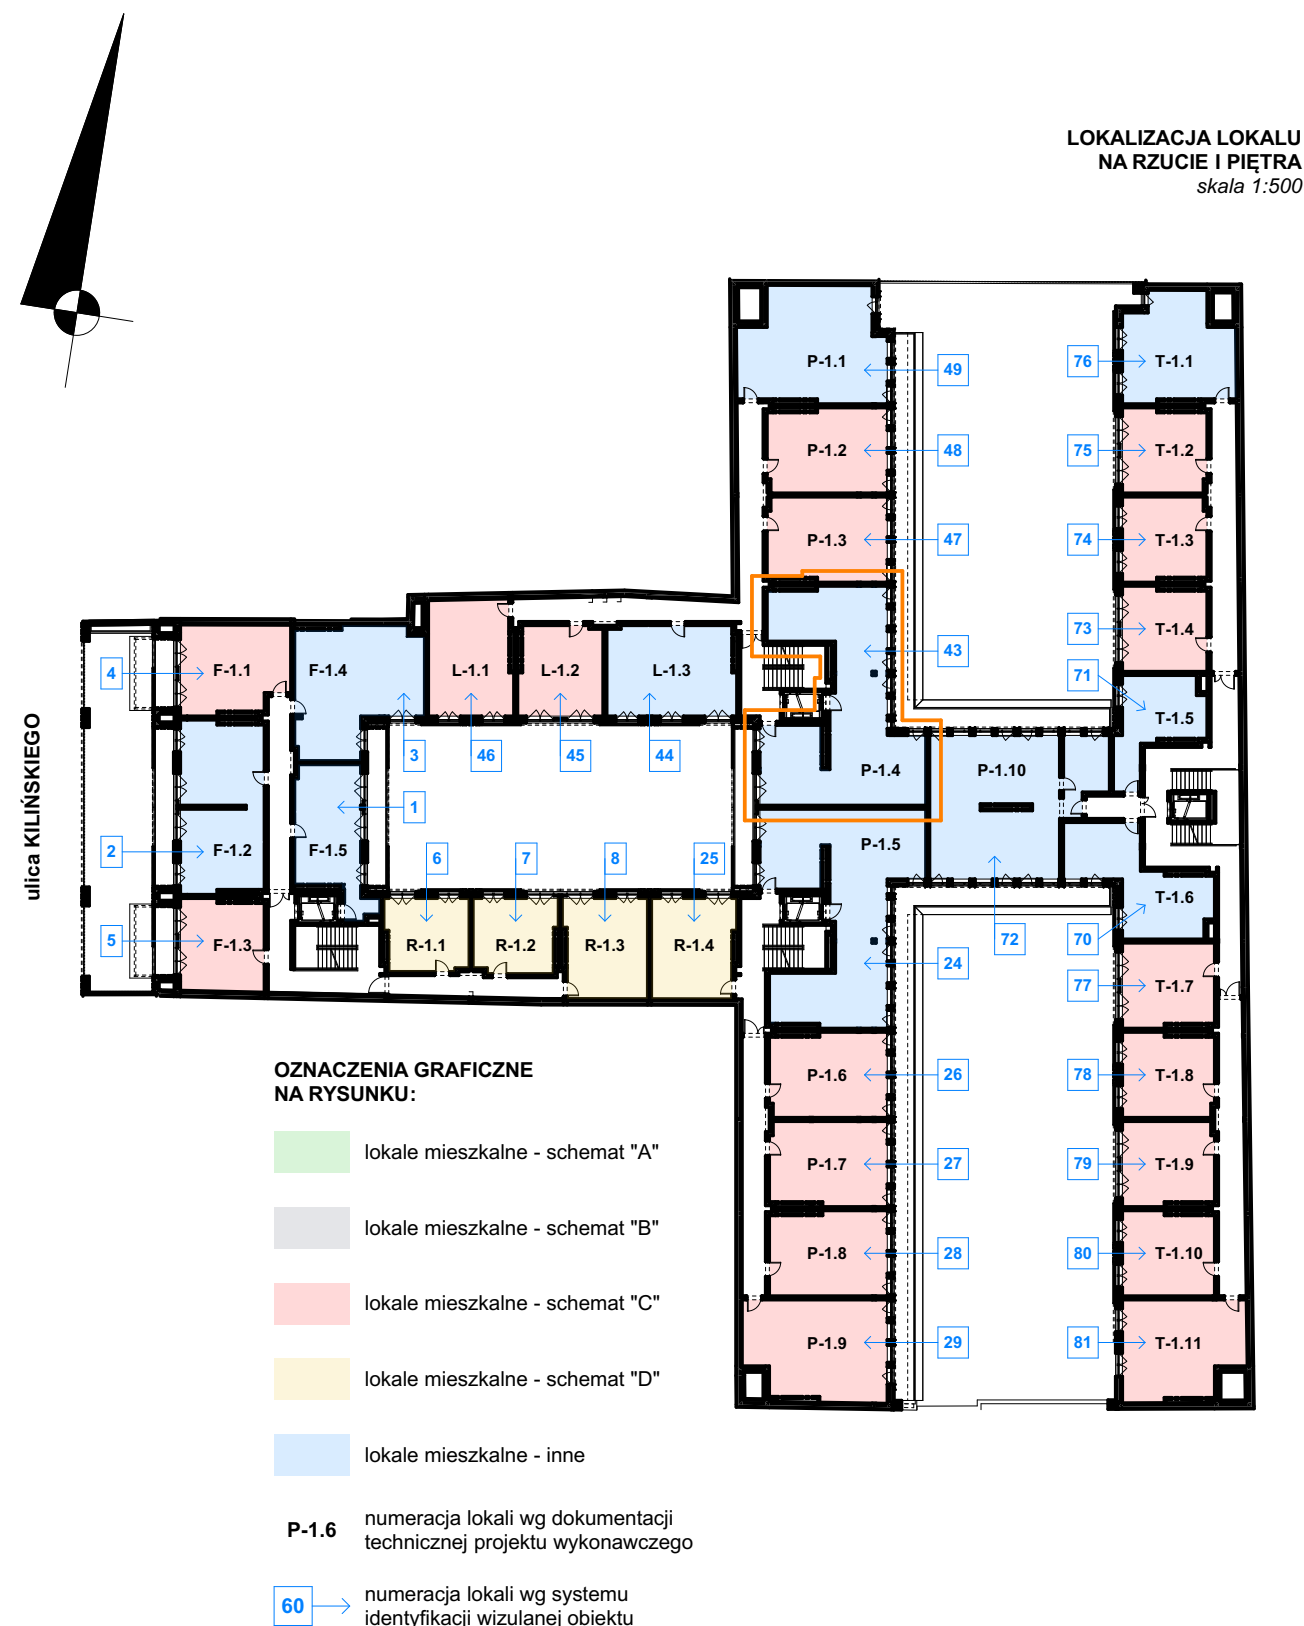 LOKALIZACJA LOKALU
NA RZUCIE I PIĘTRA
skala 1:500
P-1.1
49
76
T-1.1
P-1.2
48
75
T-1.2
P-1.3
47
74
T-1.3
43
73
T-1.4
71
T-1.5
4
F-1.1
F-1.4
L-1.1
L-1.2
L-1.3
3
46
45
44
P-1.4
P-1.10
ulica KILIŃSKIEGO
1
2
F-1.2
F-1.5
6
7
8
25
P-1.5
T-1.6
5
F-1.3
R-1.1
R-1.2
R-1.3
R-1.4
24
72
70
77
T-1.7
P-1.6
26
78
T-1.8
P-1.7
27
79
T-1.9
P-1.8
28
80
T-1.10
P-1.9
29
81
T-1.11
OZNACZENIA GRAFICZNE
NA RYSUNKU:
lokale mieszkalne - schemat "A"
lokale mieszkalne - schemat "B"
lokale mieszkalne - schemat "C"
lokale mieszkalne - schemat "D"
lokale mieszkalne - inne
P-1.6
numeracja lokali wg dokumentacji
technicznej projektu wykonawczego
60
numeracja lokali wg systemu
identyfikacji wizulanej obiektu